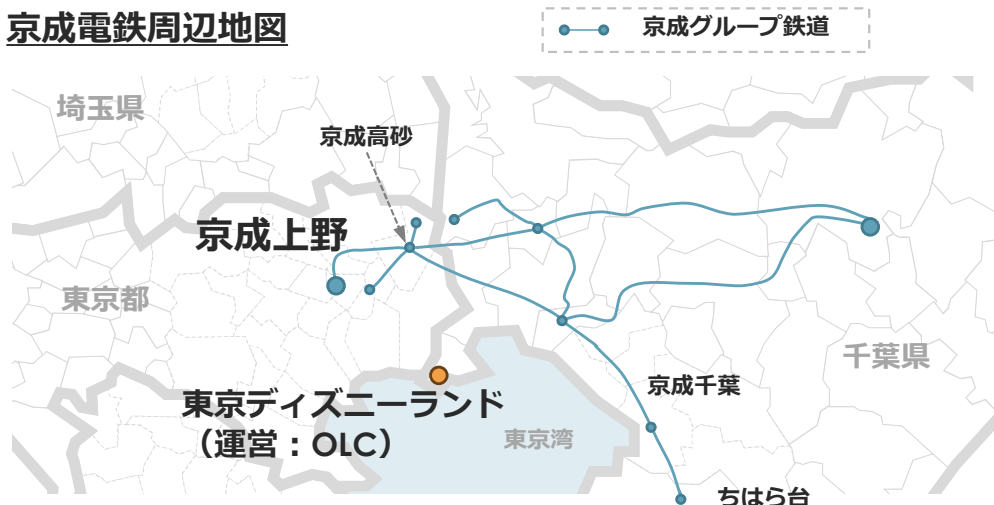 京成電鉄周辺地図
京成グループ鉄道
埼玉県
京成高砂
京成上野
東京都
千葉県
京成千葉
東京ディズニーランド
（運営：OLC）
東京湾
ちはら台